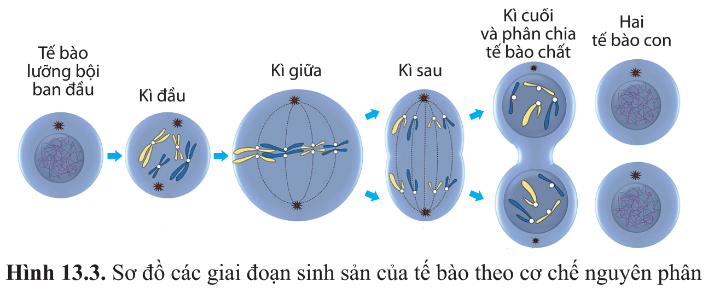 Tế bào
lưỡng bội
ban đầu
Kì đầu
Kì giữa
Kì sau
Kì cuối
và phân chia
tế bào chất
Hai
tế bào con
Hình 13.3. Sơ đồ các giai đoạn sinh sản của tế bào theo cơ chế nguyên phân